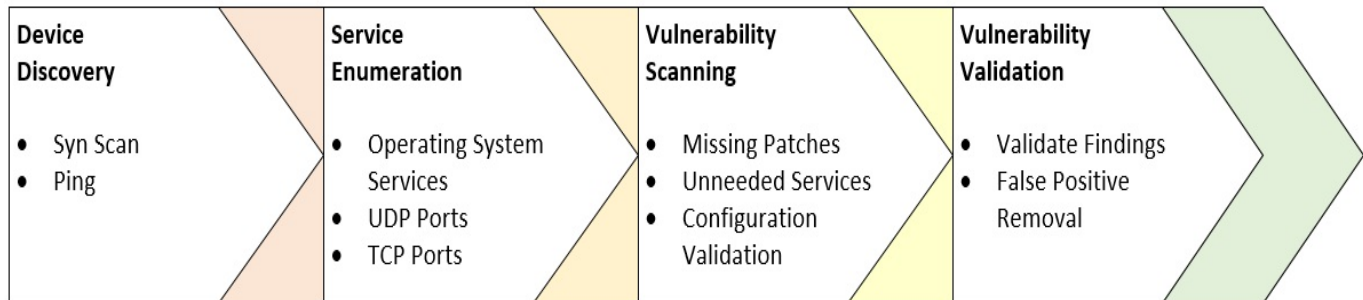 Device
Discovery
• Syn Scan
• Ping
Service
Enumeration
• Operating System
Services
• UDP Ports
• TCP Ports
Vulnerability
Scanning
• Missing Patches
• Unneeded Services
• Configuration
Validation
Vulnerability
Validation
• Validate Findings
• False Positive
Removal